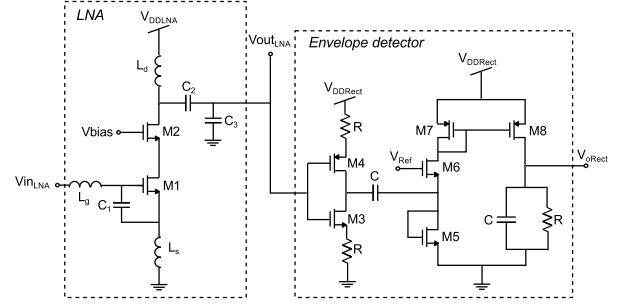 LNA
V_DDLNA
L_d
C_2
C_3
Vbias
M2
Vin_LNA
L_g
C_1
M1
L_s
Vout_LNA
Envelope detector
V_DDRect
R
M4
M3
R
C
V_DDRect
M7
M8
V_Ref
M6
M5
C
R
V_oRect